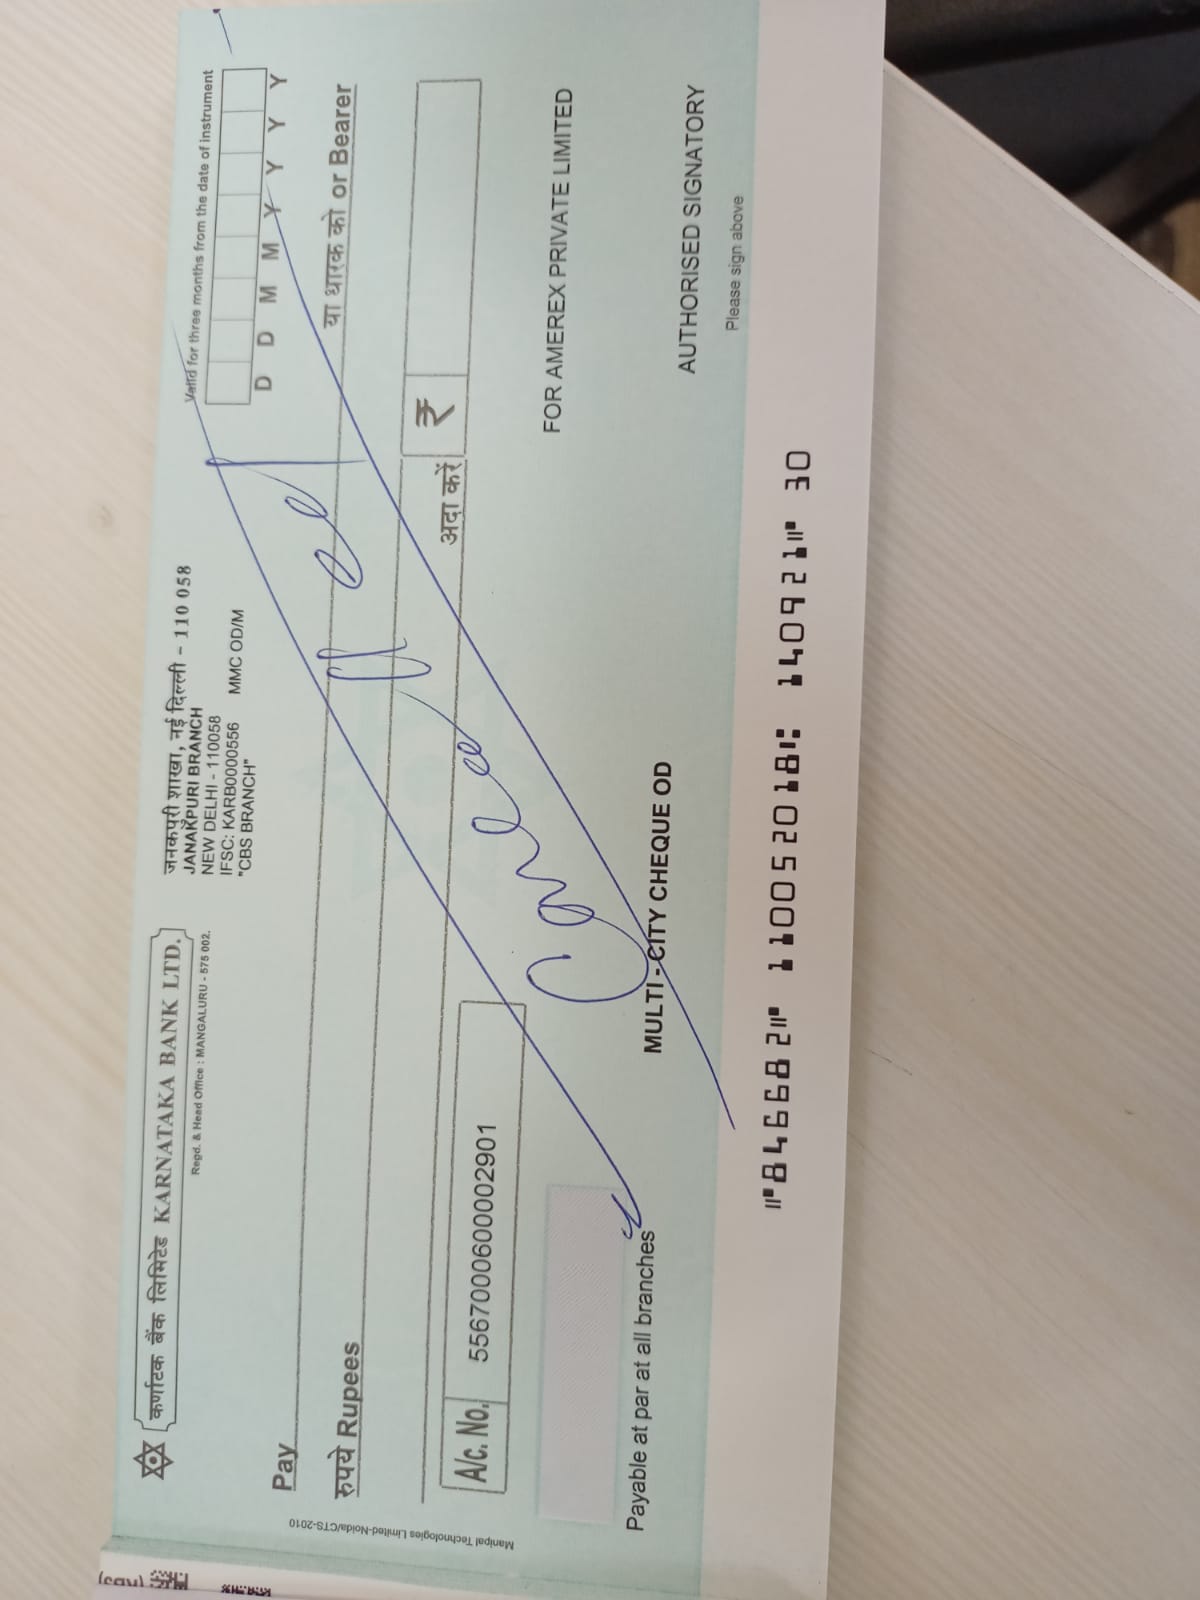 कर्णाटक बैंक लिमिटेड KARNATAKA BANK LTD.
Regd. & Head Office : MANGALURU - 575 002.
जनकपुरी शाखा, नई दिल्ली - 110 058
JANAKPURI BRANCH
NEW DELHI - 110058
IFSC: KARB0000556 MMC OD/M
"CBS BRANCH"
Valid for three months from the date of instrument
D D M M Y Y Y Y
Pay
या धारक को or Bearer
रुपये Rupees
अदा करें ₹
A/c. No. 5567000600002901
Cancelled
FOR AMEREX PRIVATE LIMITED
Payable at par at all branches
MULTI - CITY CHEQUE OD
AUTHORISED SIGNATORY
Please sign above
⑈846682⑈ 110052018⑆ 140921⑈ 30
Manipal Technologies Limited-Noida/CTS-2010